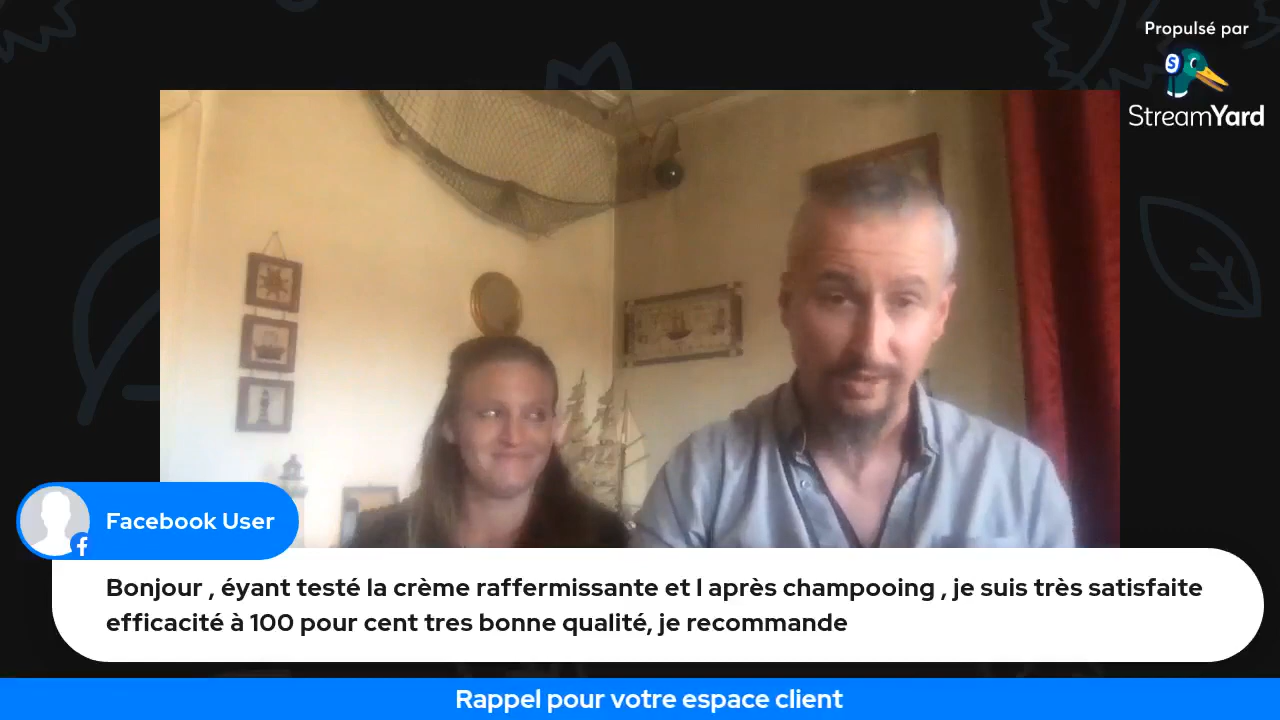 Propulsé par
StreamYard
Facebook User
Bonjour , éyant testé la crème raffermissante et l après champooing , je suis très satisfaite
efficacité à 100 pour cent tres bonne qualité, je recommande
Rappel pour votre espace client